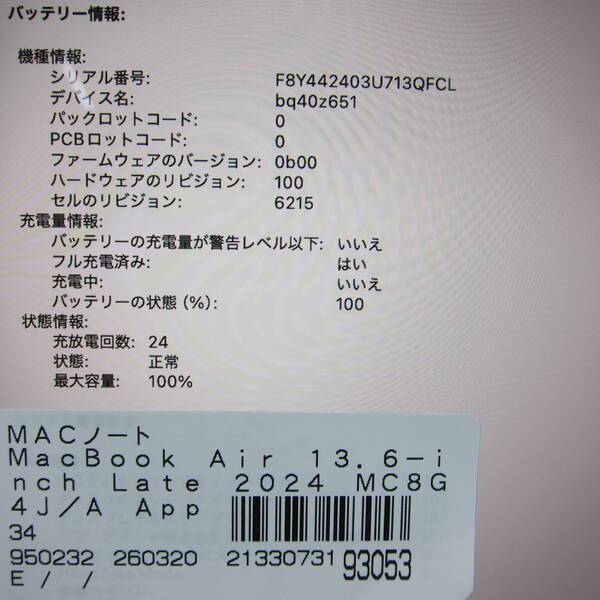 バッテリー情報:
機種情報:
シリアル番号: F8Y442403U713QFCL
デバイス名: bq40z651
パックロットコード: 0
PCBロットコード: 0
ファームウェアのバージョン: 0b00
ハードウェアのリビジョン: 100
セルのリビジョン: 6215
充電量情報:
バッテリーの充電量が警告レベル以下: いいえ
フル充電済み: はい
充電中: いいえ
バッテリーの状態 (%): 100
状態情報:
充放電回数: 24
状態: 正常
最大容量: 100%
MACノート
MacBook Air 13.6-i
nch Late 2024 MC8G
4J/A App
34
950232 260320 21330731 93053
E / /